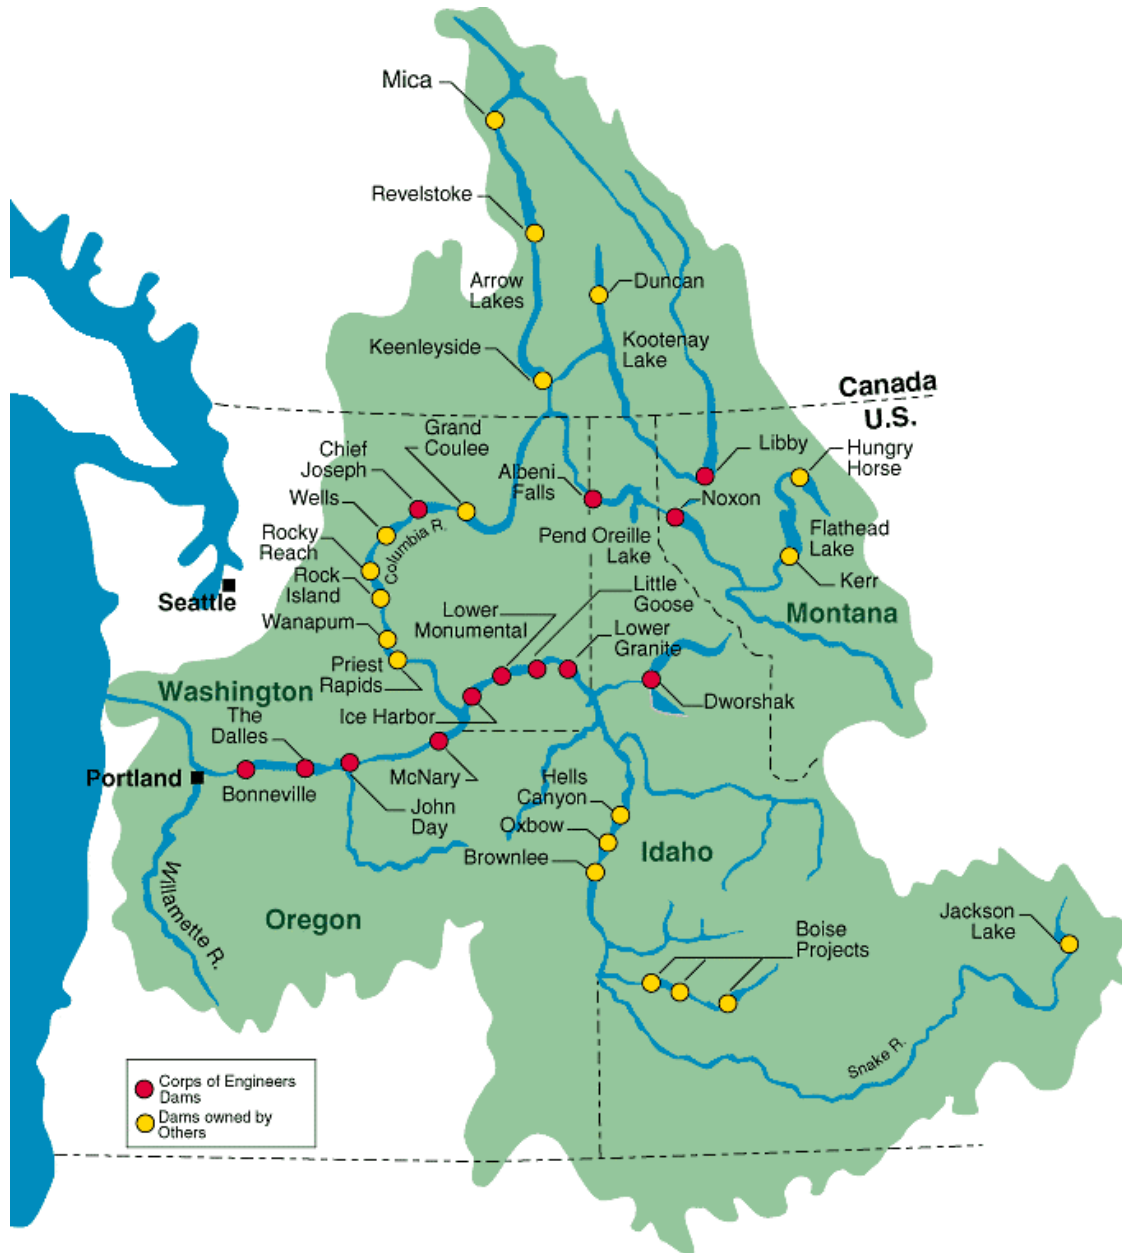 Mica
Revelstoke
Arrow
Lakes
Duncan
Keenleyside
Kootenay
Lake
Canada
U.S.
Grand
Coulee
Chief
Joseph
Libby
Hungry
Horse
Albeni
Falls
Wells
Noxon
Rocky
Reach
Columbia R.
Pend Oreille
Lake
Flathead
Lake
Rock
Island
Kerr
Little
Goose
Seattle
Lower
Monumental
Montana
Wanapum
Lower
Granite
Priest
Rapids
Washington
Ice Harbor
Dworshak
The
Dalles
Portland
Bonneville
McNary
John
Day
Hells
Canyon
Oxbow
Brownlee
Idaho
Willamette R.
Oregon
Boise
Projects
Jackson
Lake
Snake R.
Corps of Engineers
Dams
Dams owned by
Others